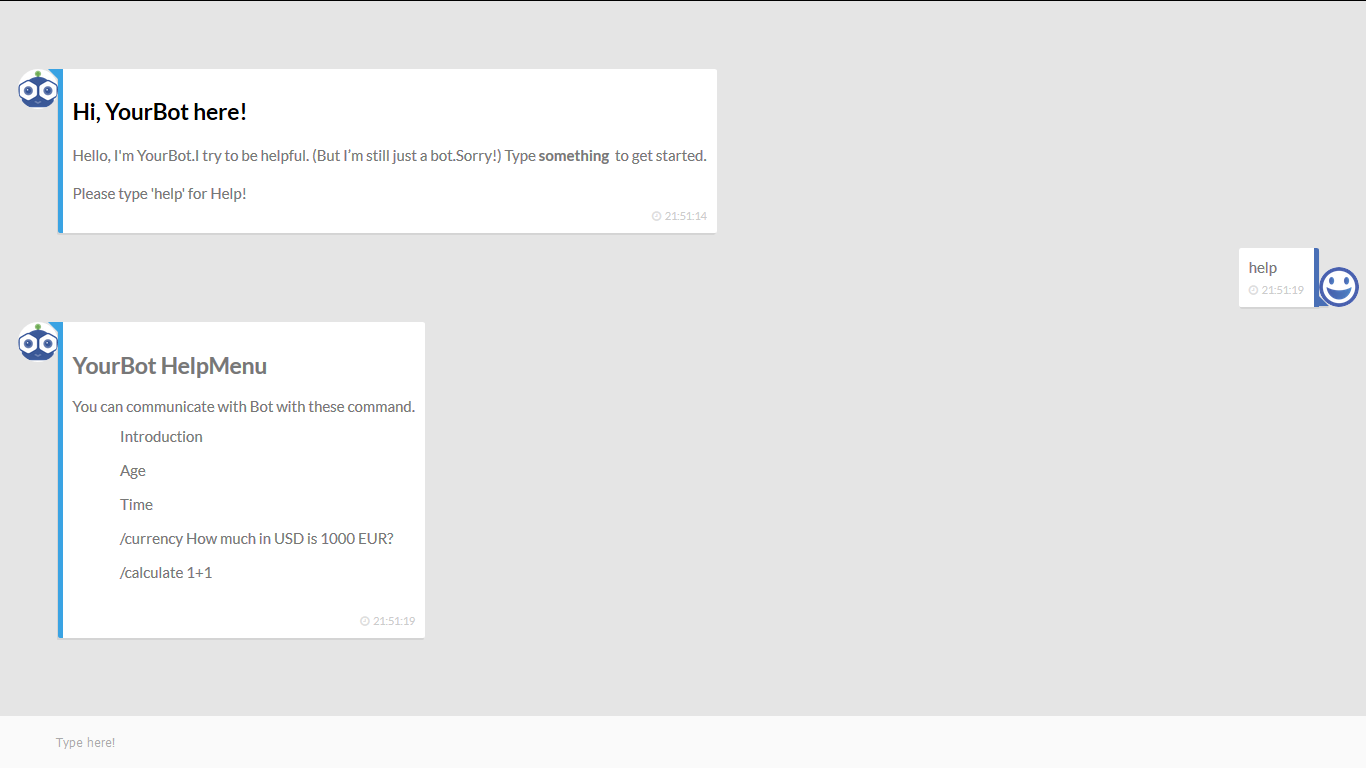 Hi, YourBot here!
Hello, I'm YourBot.I try to be helpful. (But I’m still just a bot.Sorry!) Type something to get started.
Please type 'help' for Help!
21:51:14
help
21:51:19
YourBot HelpMenu
You can communicate with Bot with these command.
Introduction
Age
Time
/currency How much in USD is 1000 EUR?
/calculate 1+1
21:51:19
Type here!